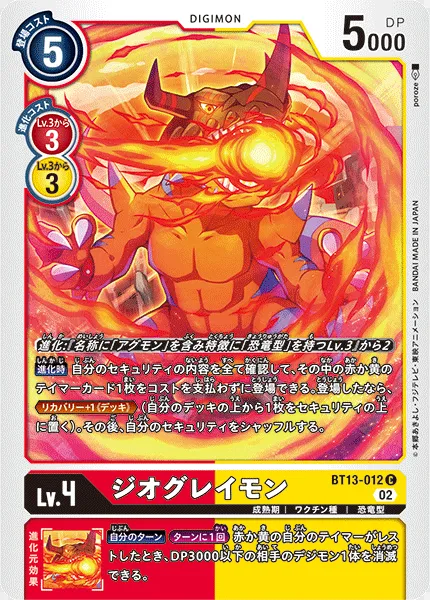 登場コスト
5
DIGIMON
DP
5000
進化コスト
Lv.3から
3
Lv.3から
3
poroze
BANDAI MADE IN JAPAN
©本郷あきよし・フジテレビ・東映アニメーション
進化:「名称に「アグモン」を含み特徴に「恐竜型」を持つLv.3」から2
進化時 自分のセキュリティの内容を全て確認して、その中の赤か黄の
テイマーカード1枚をコストを支払わずに登場できる。登場したなら、
リカバリー+1《デッキ》(自分のデッキの上から1枚をセキュリティの上
に置く)。その後、自分のセキュリティをシャッフルする。
Lv.4
ジオグレイモン
BT13-012 C
02
成熟期 | ワクチン種 | 恐竜型
進化元効果
自分のターン ターンに1回 赤か黄の自分のテイマーがレ
ストしたとき、DP3000以下の相手のデジモン1体を消滅
できる。